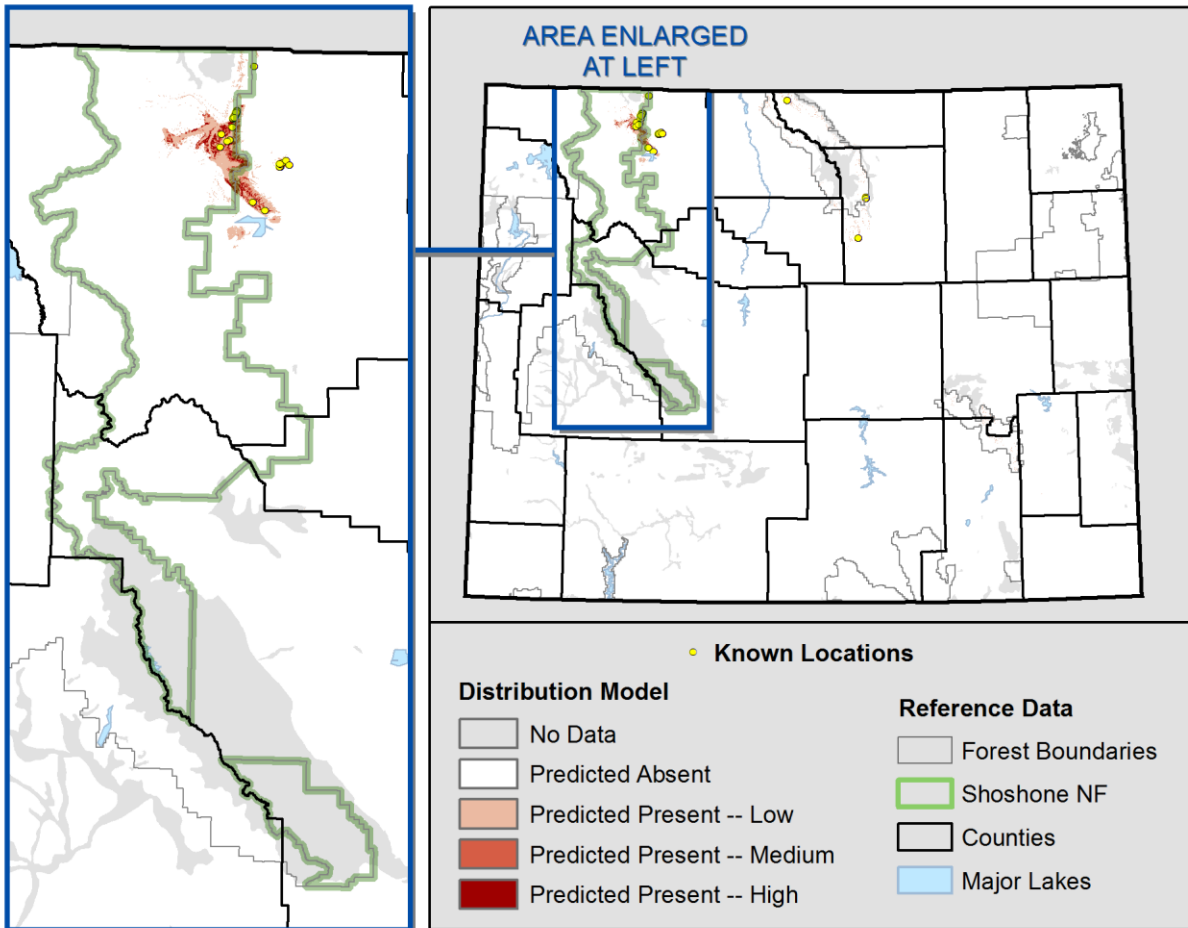 AREA ENLARGED
AT LEFT
Known Locations
Distribution Model
No Data
Predicted Absent
Predicted Present -- Low
Predicted Present -- Medium
Predicted Present -- High
Reference Data
Forest Boundaries
Shoshone NF
Counties
Major Lakes